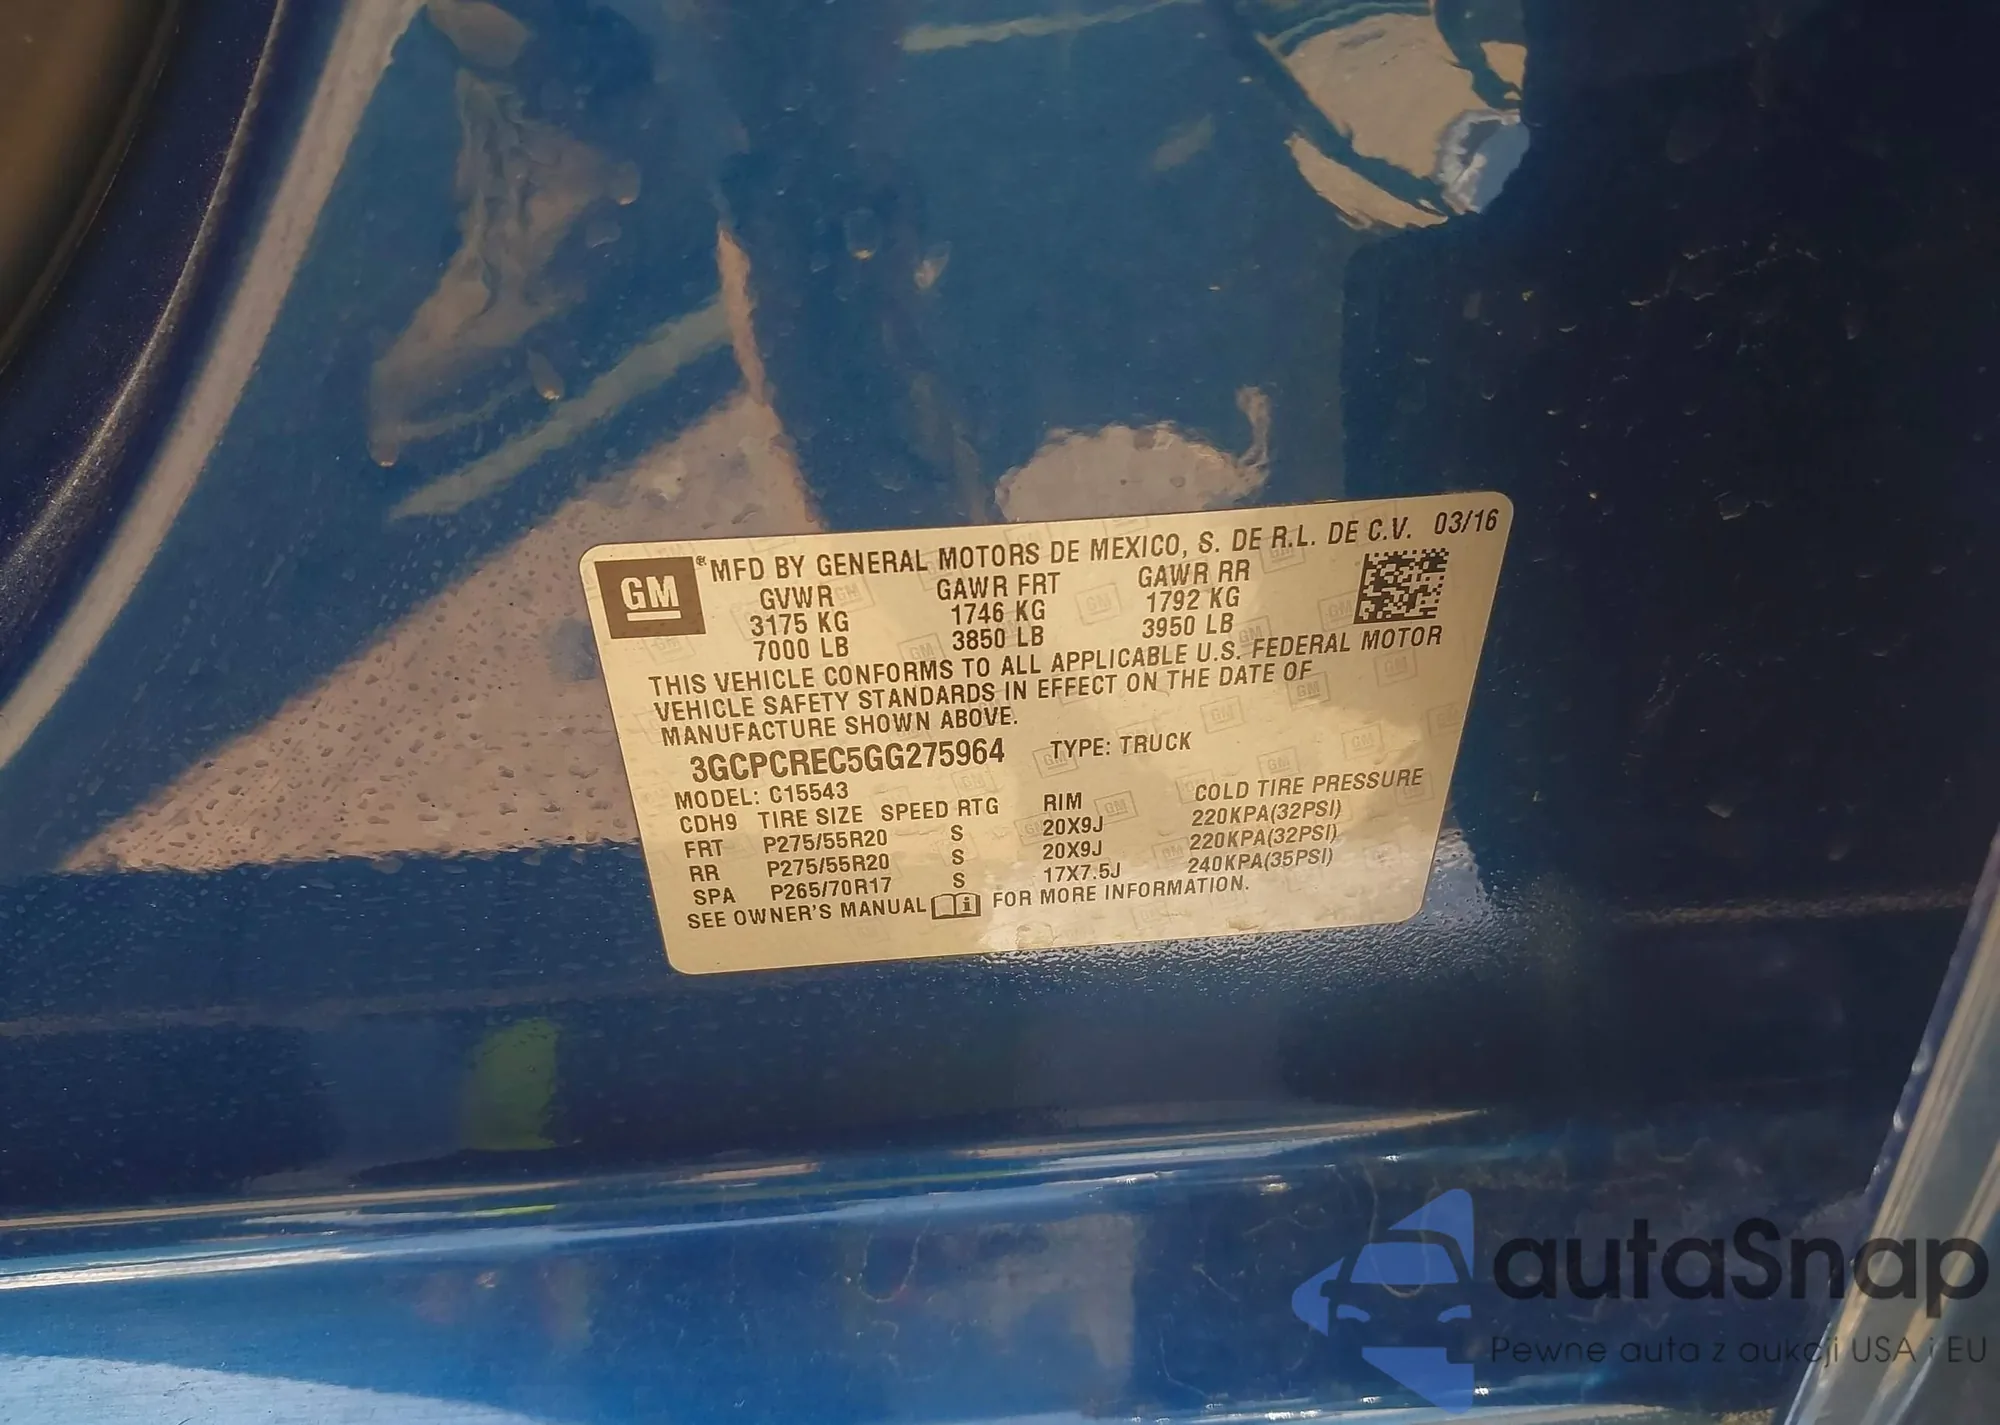 GM
® MFD BY GENERAL MOTORS DE MEXICO, S. DE R.L. DE C.V. 03/16
GVWR GAWR FRT GAWR RR
3175 KG 1746 KG 1792 KG
7000 LB 3850 LB 3950 LB
THIS VEHICLE CONFORMS TO ALL APPLICABLE U.S. FEDERAL MOTOR
VEHICLE SAFETY STANDARDS IN EFFECT ON THE DATE OF
MANUFACTURE SHOWN ABOVE.
3GCPCREC5GG275964 TYPE: TRUCK
MODEL: C15543
CDH9 TIRE SIZE SPEED RTG RIM COLD TIRE PRESSURE
FRT P275/55R20 S 20X9J 220KPA(32PSI)
RR P275/55R20 S 20X9J 220KPA(32PSI)
SPA P265/70R17 S 17X7.5J 240KPA(35PSI)
SEE OWNER'S MANUAL FOR MORE INFORMATION.
autaSnap
Pewne auta z aukcji USA i EU